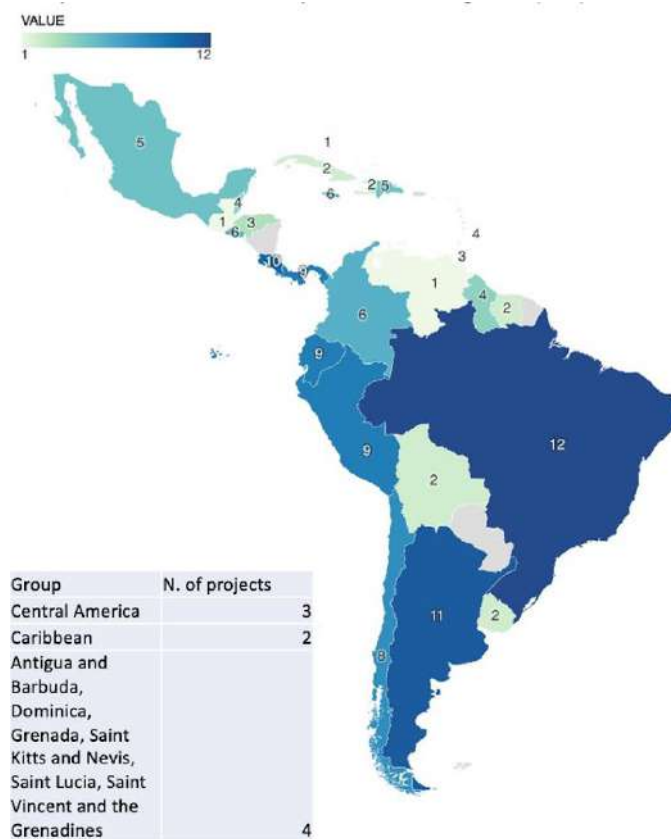 VALUE
1 12
5
1
2
2 5
4
6
1 3
6
4
10 9
3
1
4
2
6
9
12
9
2
11
2
8
Group N. of projects
Central America 3
Caribbean 2
Antigua and
Barbuda,
Dominica,
Grenada, Saint
Kitts and Nevis,
Saint Lucia, Saint
Vincent and the
Grenadines 4